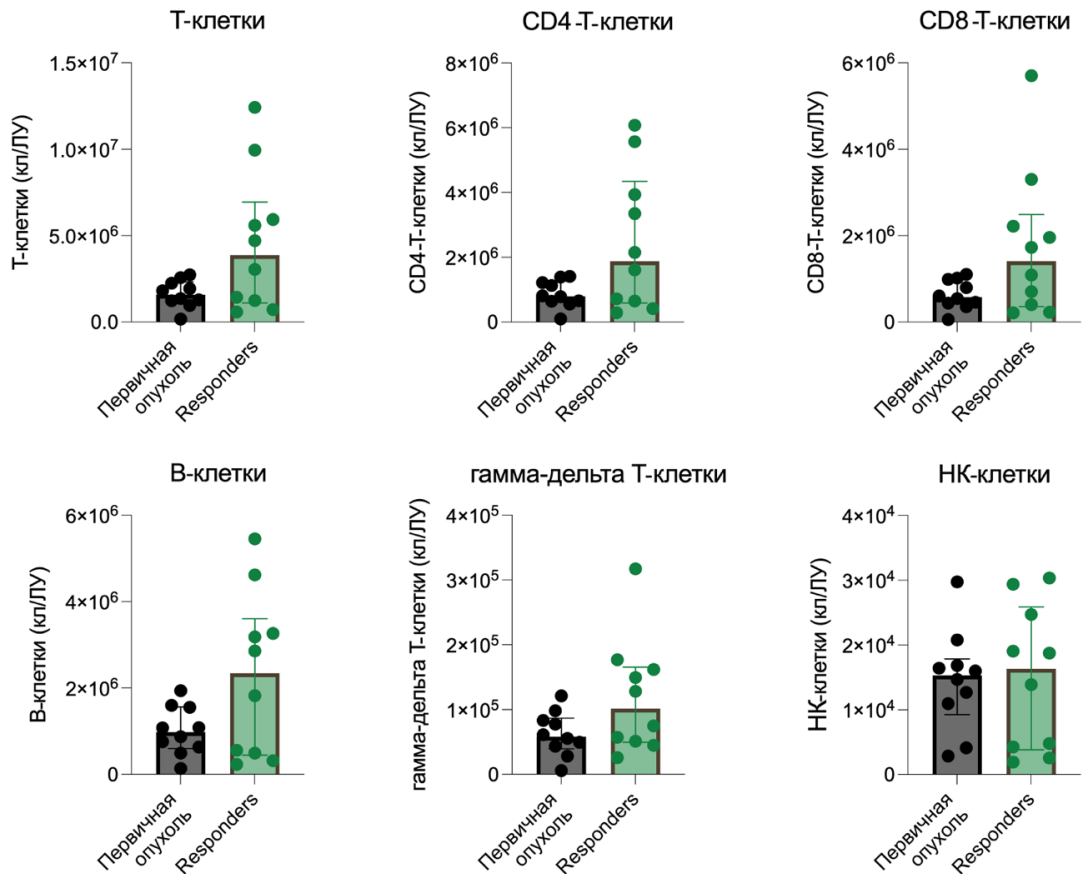 Т-клетки
Т-клетки (кл/ЛУ)
1.5×10⁷
1.0×10⁷
5.0×10⁶
0.0
Первичная
опухоль
Responders
CD4-Т-клетки
CD4-Т-клетки (кл/ЛУ)
8×10⁶
6×10⁶
4×10⁶
2×10⁶
0
Первичная
опухоль
Responders
CD8-Т-клетки
CD8-Т-клетки (кл/ЛУ)
6×10⁶
4×10⁶
2×10⁶
0
Первичная
опухоль
Responders
В-клетки
В-клетки (кл/ЛУ)
6×10⁶
4×10⁶
2×10⁶
0
Первичная
опухоль
Responders
гамма-дельта Т-клетки
гамма-дельта Т-клетки (кл/ЛУ)
4×10⁵
3×10⁵
2×10⁵
1×10⁵
0
Первичная
опухоль
Responders
НК-клетки
НК-клетки (кл/ЛУ)
4×10⁴
3×10⁴
2×10⁴
1×10⁴
0
Первичная
опухоль
Responders